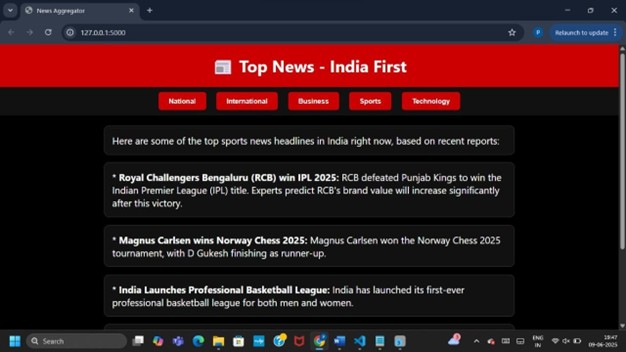 News Aggregator
127.0.0.1:5000
P
Relaunch to update
Top News - India First
National
International
Business
Sports
Technology
Here are some of the top sports news headlines in India right now, based on recent reports:
* Royal Challengers Bengaluru (RCB) win IPL 2025: RCB defeated Punjab Kings to win the
Indian Premier League (IPL) title. Experts predict RCB's brand value will increase significantly
after this victory.
* Magnus Carlsen wins Norway Chess 2025: Magnus Carlsen won the Norway Chess 2025
tournament, with D Gukesh finishing as runner-up.
* India Launches Professional Basketball League: India has launched its first-ever
professional basketball league for both men and women.
Search
ENG
IN
09-06-2025